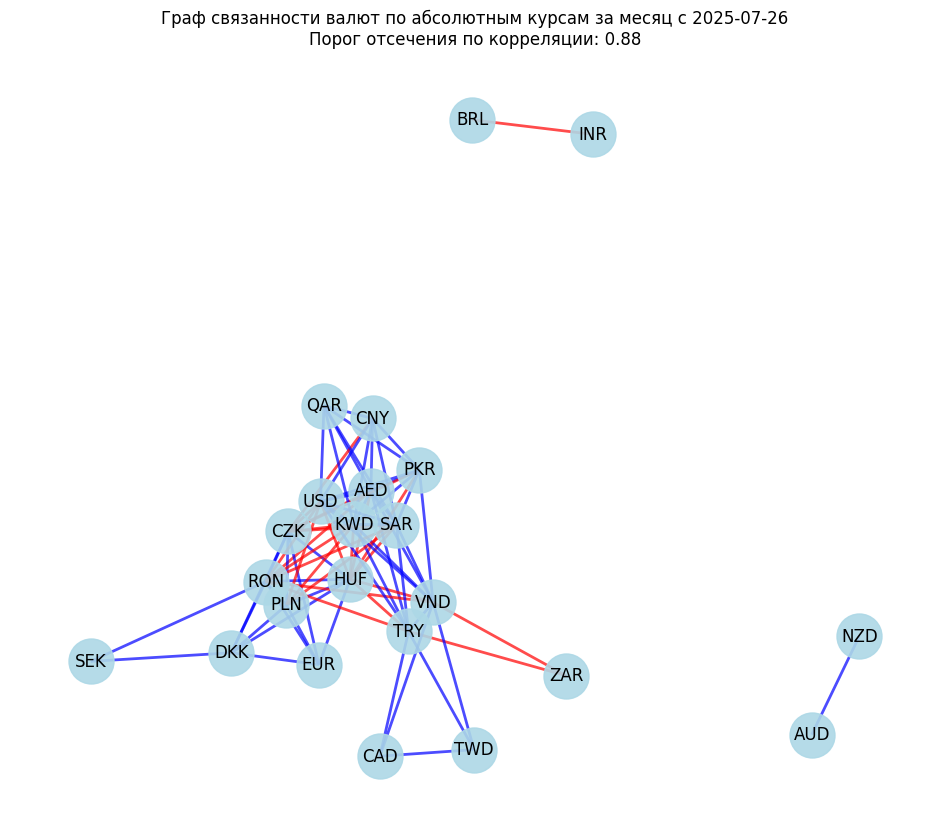 Граф связанности валют по абсолютным курсам за месяц с 2025-07-26
Порог отсечения по корреляции: 0.88
BRL
INR
QAR
CNY
PKR
AED
USD
KWD
SAR
CZK
HUF
RON
PLN
VND
TRY
NZD
DKK
SEK
EUR
ZAR
AUD
TWD
CAD